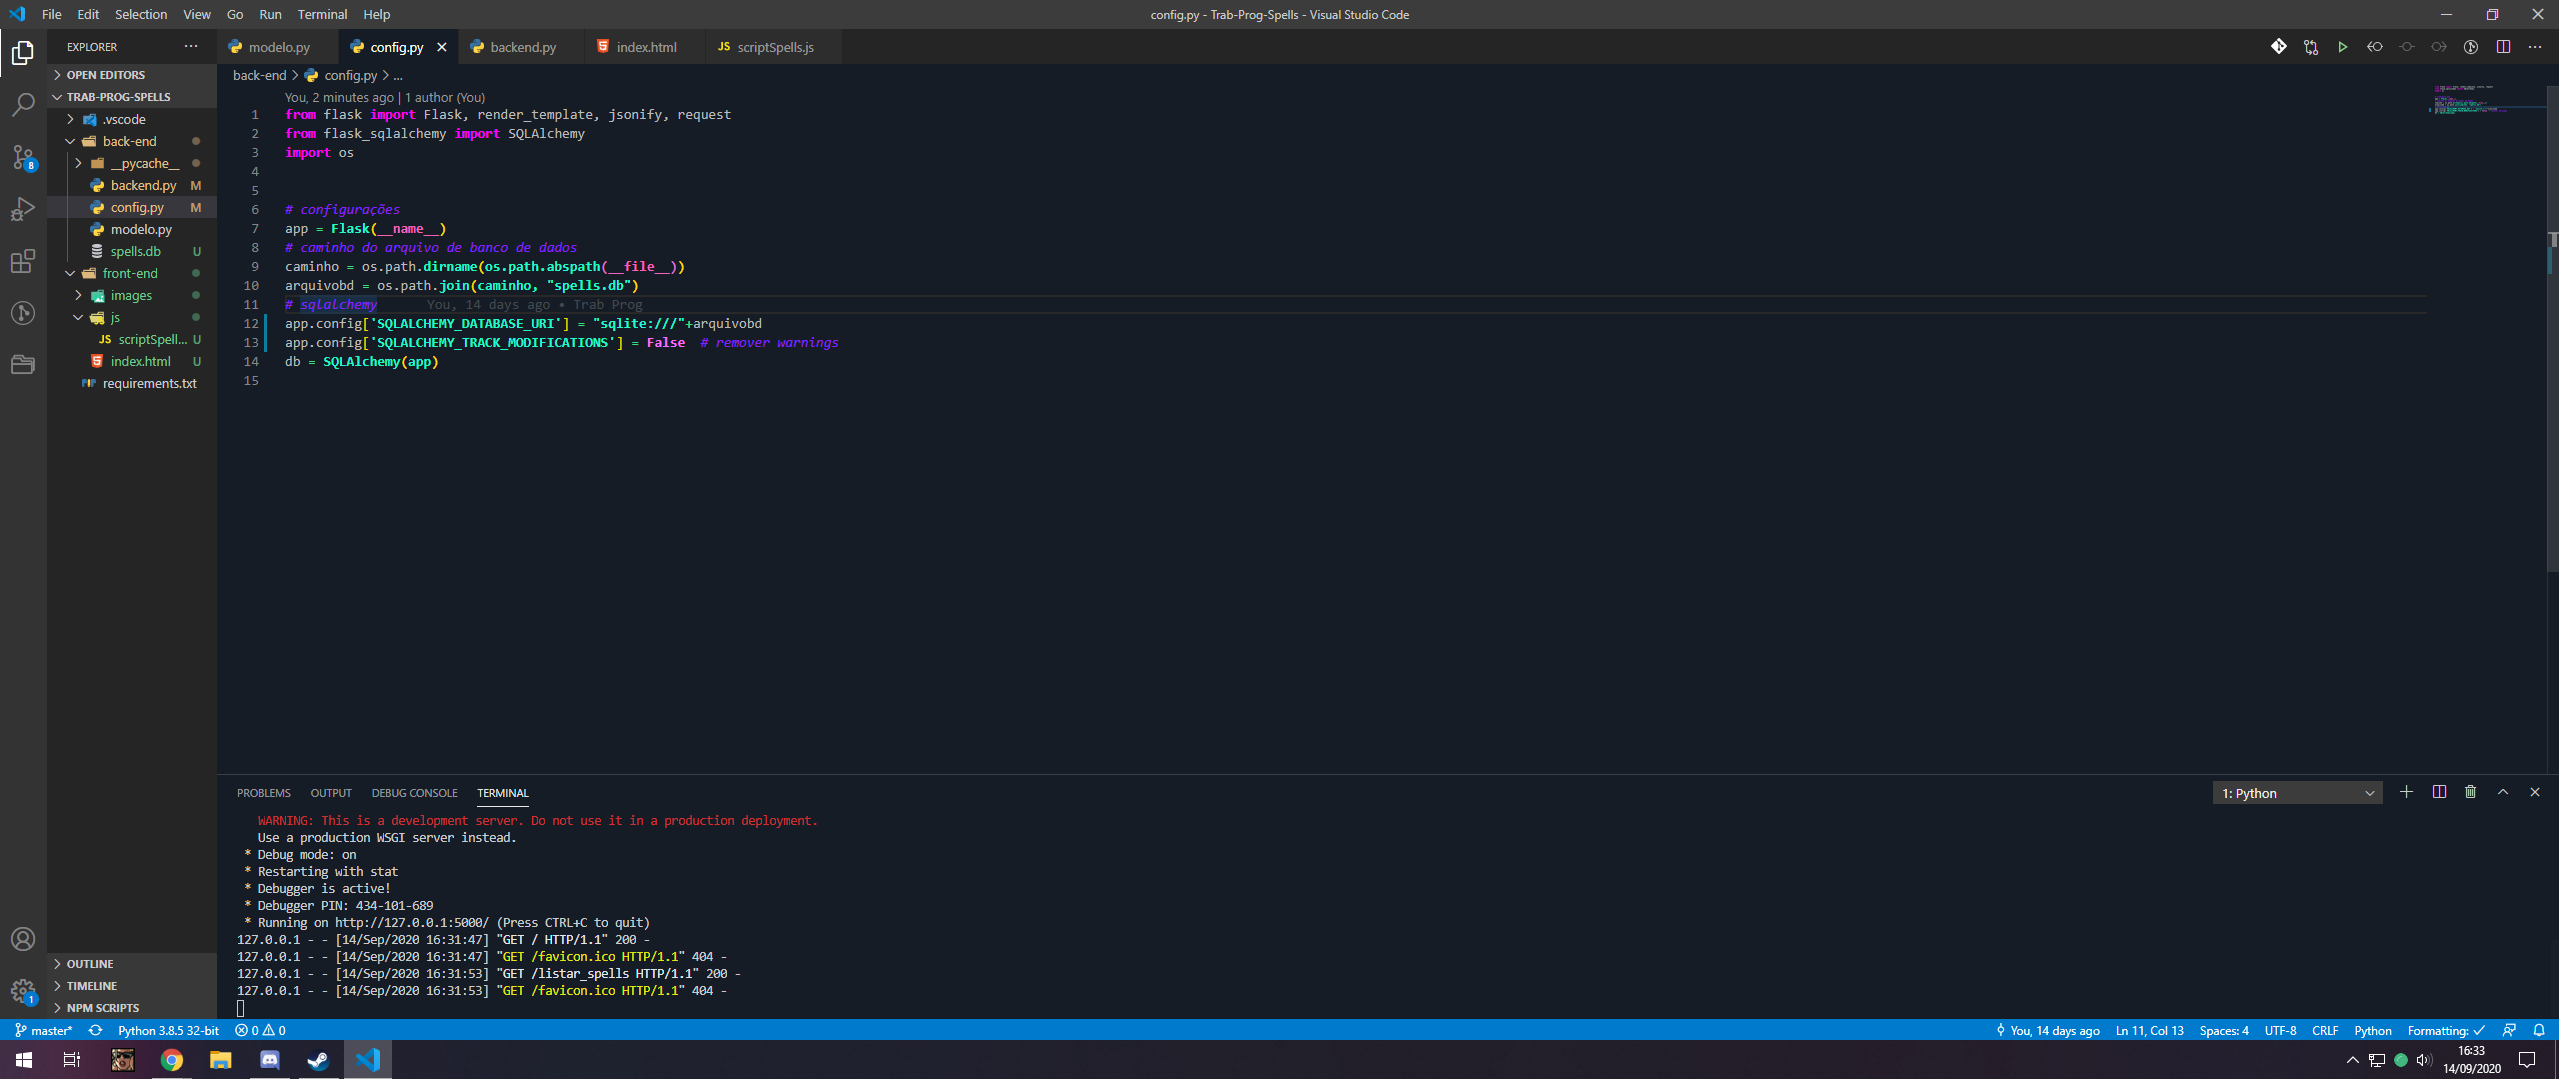 File Edit Selection View Go Run Terminal Help
config.py - Trab-Prog-Spells - Visual Studio Code
EXPLORER
modelo.py
config.py
backend.py
index.html
JS scriptSpells.js
OPEN EDITORS
TRAB-PROG-SPELLS
.vscode
back-end
__pycache__
backend.py M
config.py M
modelo.py
spells.db U
front-end
images
js
JS scriptSpell... U
index.html U
requirements.txt
OUTLINE
TIMELINE
NPM SCRIPTS
8
1
back-end > config.py > ...
You, 2 minutes ago | 1 author (You)
1 from flask import Flask, render_template, jsonify, request
2 from flask_sqlalchemy import SQLAlchemy
3 import os
4
5
6 # configurações
7 app = Flask(__name__)
8 # caminho do arquivo de banco de dados
9 caminho = os.path.dirname(os.path.abspath(__file__))
10 arquivobd = os.path.join(caminho, "spells.db")
11 # sqlalchemy You, 14 days ago • Trab Prog
12 app.config['SQLALCHEMY_DATABASE_URI'] = "sqlite:///"+arquivobd
13 app.config['SQLALCHEMY_TRACK_MODIFICATIONS'] = False # remover warnings
14 db = SQLAlchemy(app)
15
PROBLEMS OUTPUT DEBUG CONSOLE TERMINAL
1: Python
WARNING: This is a development server. Do not use it in a production deployment.
Use a production WSGI server instead.
* Debug mode: on
* Restarting with stat
* Debugger is active!
* Debugger PIN: 434-101-689
* Running on http://127.0.0.1:5000/ (Press CTRL+C to quit)
127.0.0.1 - - [14/Sep/2020 16:31:47] "GET / HTTP/1.1" 200 -
127.0.0.1 - - [14/Sep/2020 16:31:47] "GET /favicon.ico HTTP/1.1" 404 -
127.0.0.1 - - [14/Sep/2020 16:31:53] "GET /listar_spells HTTP/1.1" 200 -
127.0.0.1 - - [14/Sep/2020 16:31:53] "GET /favicon.ico HTTP/1.1" 404 -
master* Python 3.8.5 32-bit 0 0
You, 14 days ago Ln 11, Col 13 Spaces: 4 UTF-8 CRLF Python Formatting: ✓
16:33
14/09/2020